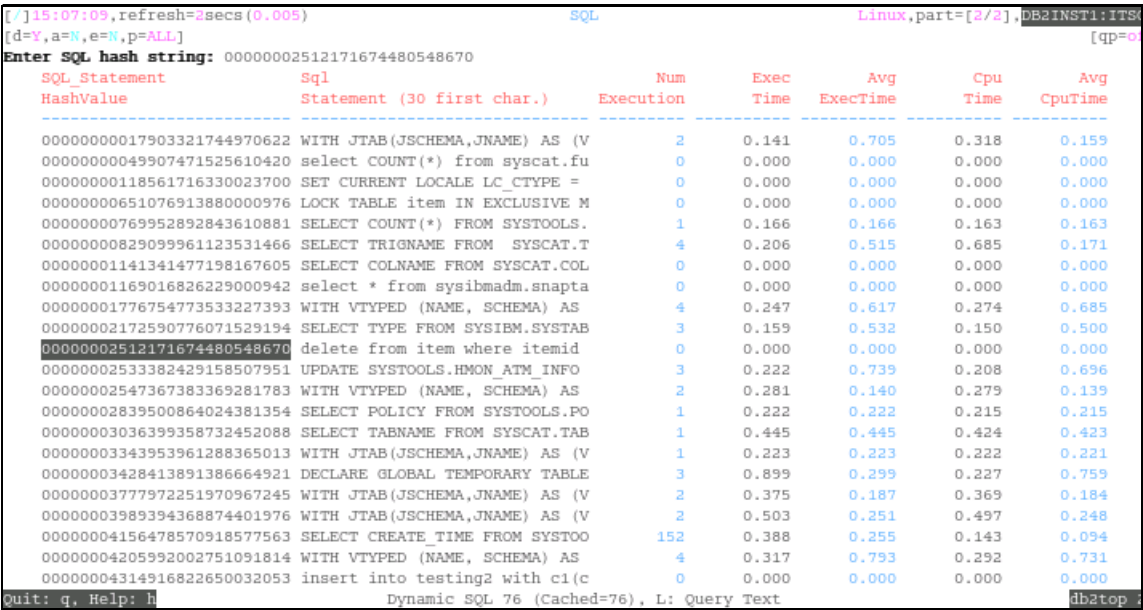 [/]15:07:09,refresh=2secs(0.005) SQL Linux,part=[2/2],DB2INST1:ITSO
[d=Y,a=N,e=N,p=ALL] [qp=of
Enter SQL hash string: 00000002512171674480548670
SQL_Statement Sql Num Exec Avg Cpu Avg
HashValue Statement (30 first char.) Execution Time ExecTime Time CpuTime
00000000017903321744970622 WITH JTAB(JSCHEMA,JNAME) AS (V 2 0.141 0.705 0.318 0.159
00000000049907471525610420 select COUNT(*) from syscat.fu 0 0.000 0.000 0.000 0.000
00000000118561716330023700 SET CURRENT LOCALE LC_CTYPE = 0 0.000 0.000 0.000 0.000
00000000651076913880000976 LOCK TABLE item IN EXCLUSIVE M 0 0.000 0.000 0.000 0.000
00000000769952892843610881 SELECT COUNT(*) FROM SYSTOOLS. 1 0.166 0.166 0.163 0.163
00000000829099961123531466 SELECT TRIGNAME FROM SYSCAT.T 4 0.206 0.515 0.685 0.171
00000001141341477198167605 SELECT COLNAME FROM SYSCAT.COL 0 0.000 0.000 0.000 0.000
00000001169016826229000942 select * from sysibmadm.snapta 0 0.000 0.000 0.000 0.000
00000001776754773533227393 WITH VTYPED (NAME, SCHEMA) AS 4 0.247 0.617 0.274 0.685
00000002172590776071529194 SELECT TYPE FROM SYSIBM.SYSTAB 3 0.159 0.532 0.150 0.500
00000002512171674480548670 delete from item where itemid 0 0.000 0.000 0.000 0.000
00000002533382429158507951 UPDATE SYSTOOLS.HMON_ATM_INFO 3 0.222 0.739 0.208 0.696
00000002547367383369281783 WITH VTYPED (NAME, SCHEMA) AS 2 0.281 0.140 0.279 0.139
00000002839500864024381354 SELECT POLICY FROM SYSTOOLS.PO 1 0.222 0.222 0.215 0.215
00000003036399358732452088 SELECT TABNAME FROM SYSCAT.TAB 1 0.445 0.445 0.424 0.423
00000003343953961288365013 WITH JTAB(JSCHEMA,JNAME) AS (V 1 0.223 0.223 0.222 0.221
00000003428413891386664921 DECLARE GLOBAL TEMPORARY TABLE 3 0.899 0.299 0.227 0.759
00000003777972251970967245 WITH JTAB(JSCHEMA,JNAME) AS (V 2 0.375 0.187 0.369 0.184
00000003989394368874401976 WITH JTAB(JSCHEMA,JNAME) AS (V 2 0.503 0.251 0.497 0.248
00000004156478570918577563 SELECT CREATE_TIME FROM SYSTOO 152 0.388 0.255 0.143 0.094
00000004205992002751091814 WITH VTYPED (NAME, SCHEMA) AS 4 0.317 0.793 0.292 0.731
00000004314916822650032053 insert into testing2 with c1(c 0 0.000 0.000 0.000 0.000
Quit: q, Help: h Dynamic SQL 76 (Cached=76), L: Query Text db2top